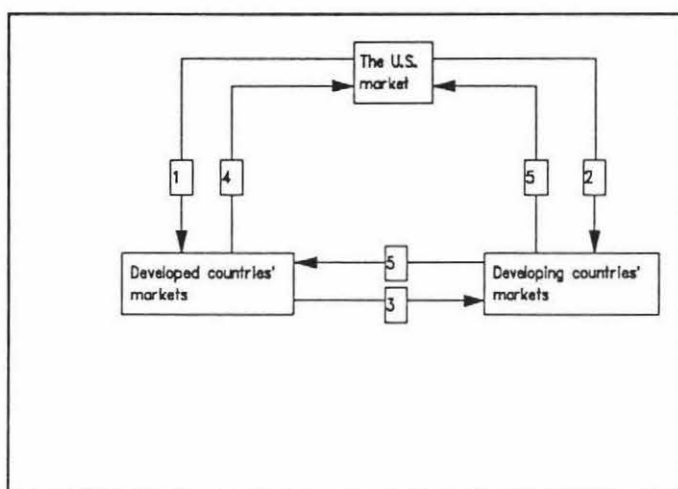 The U.S.
market
1
4
5
2
5
Developed countries'
markets
Developing countries'
markets
3